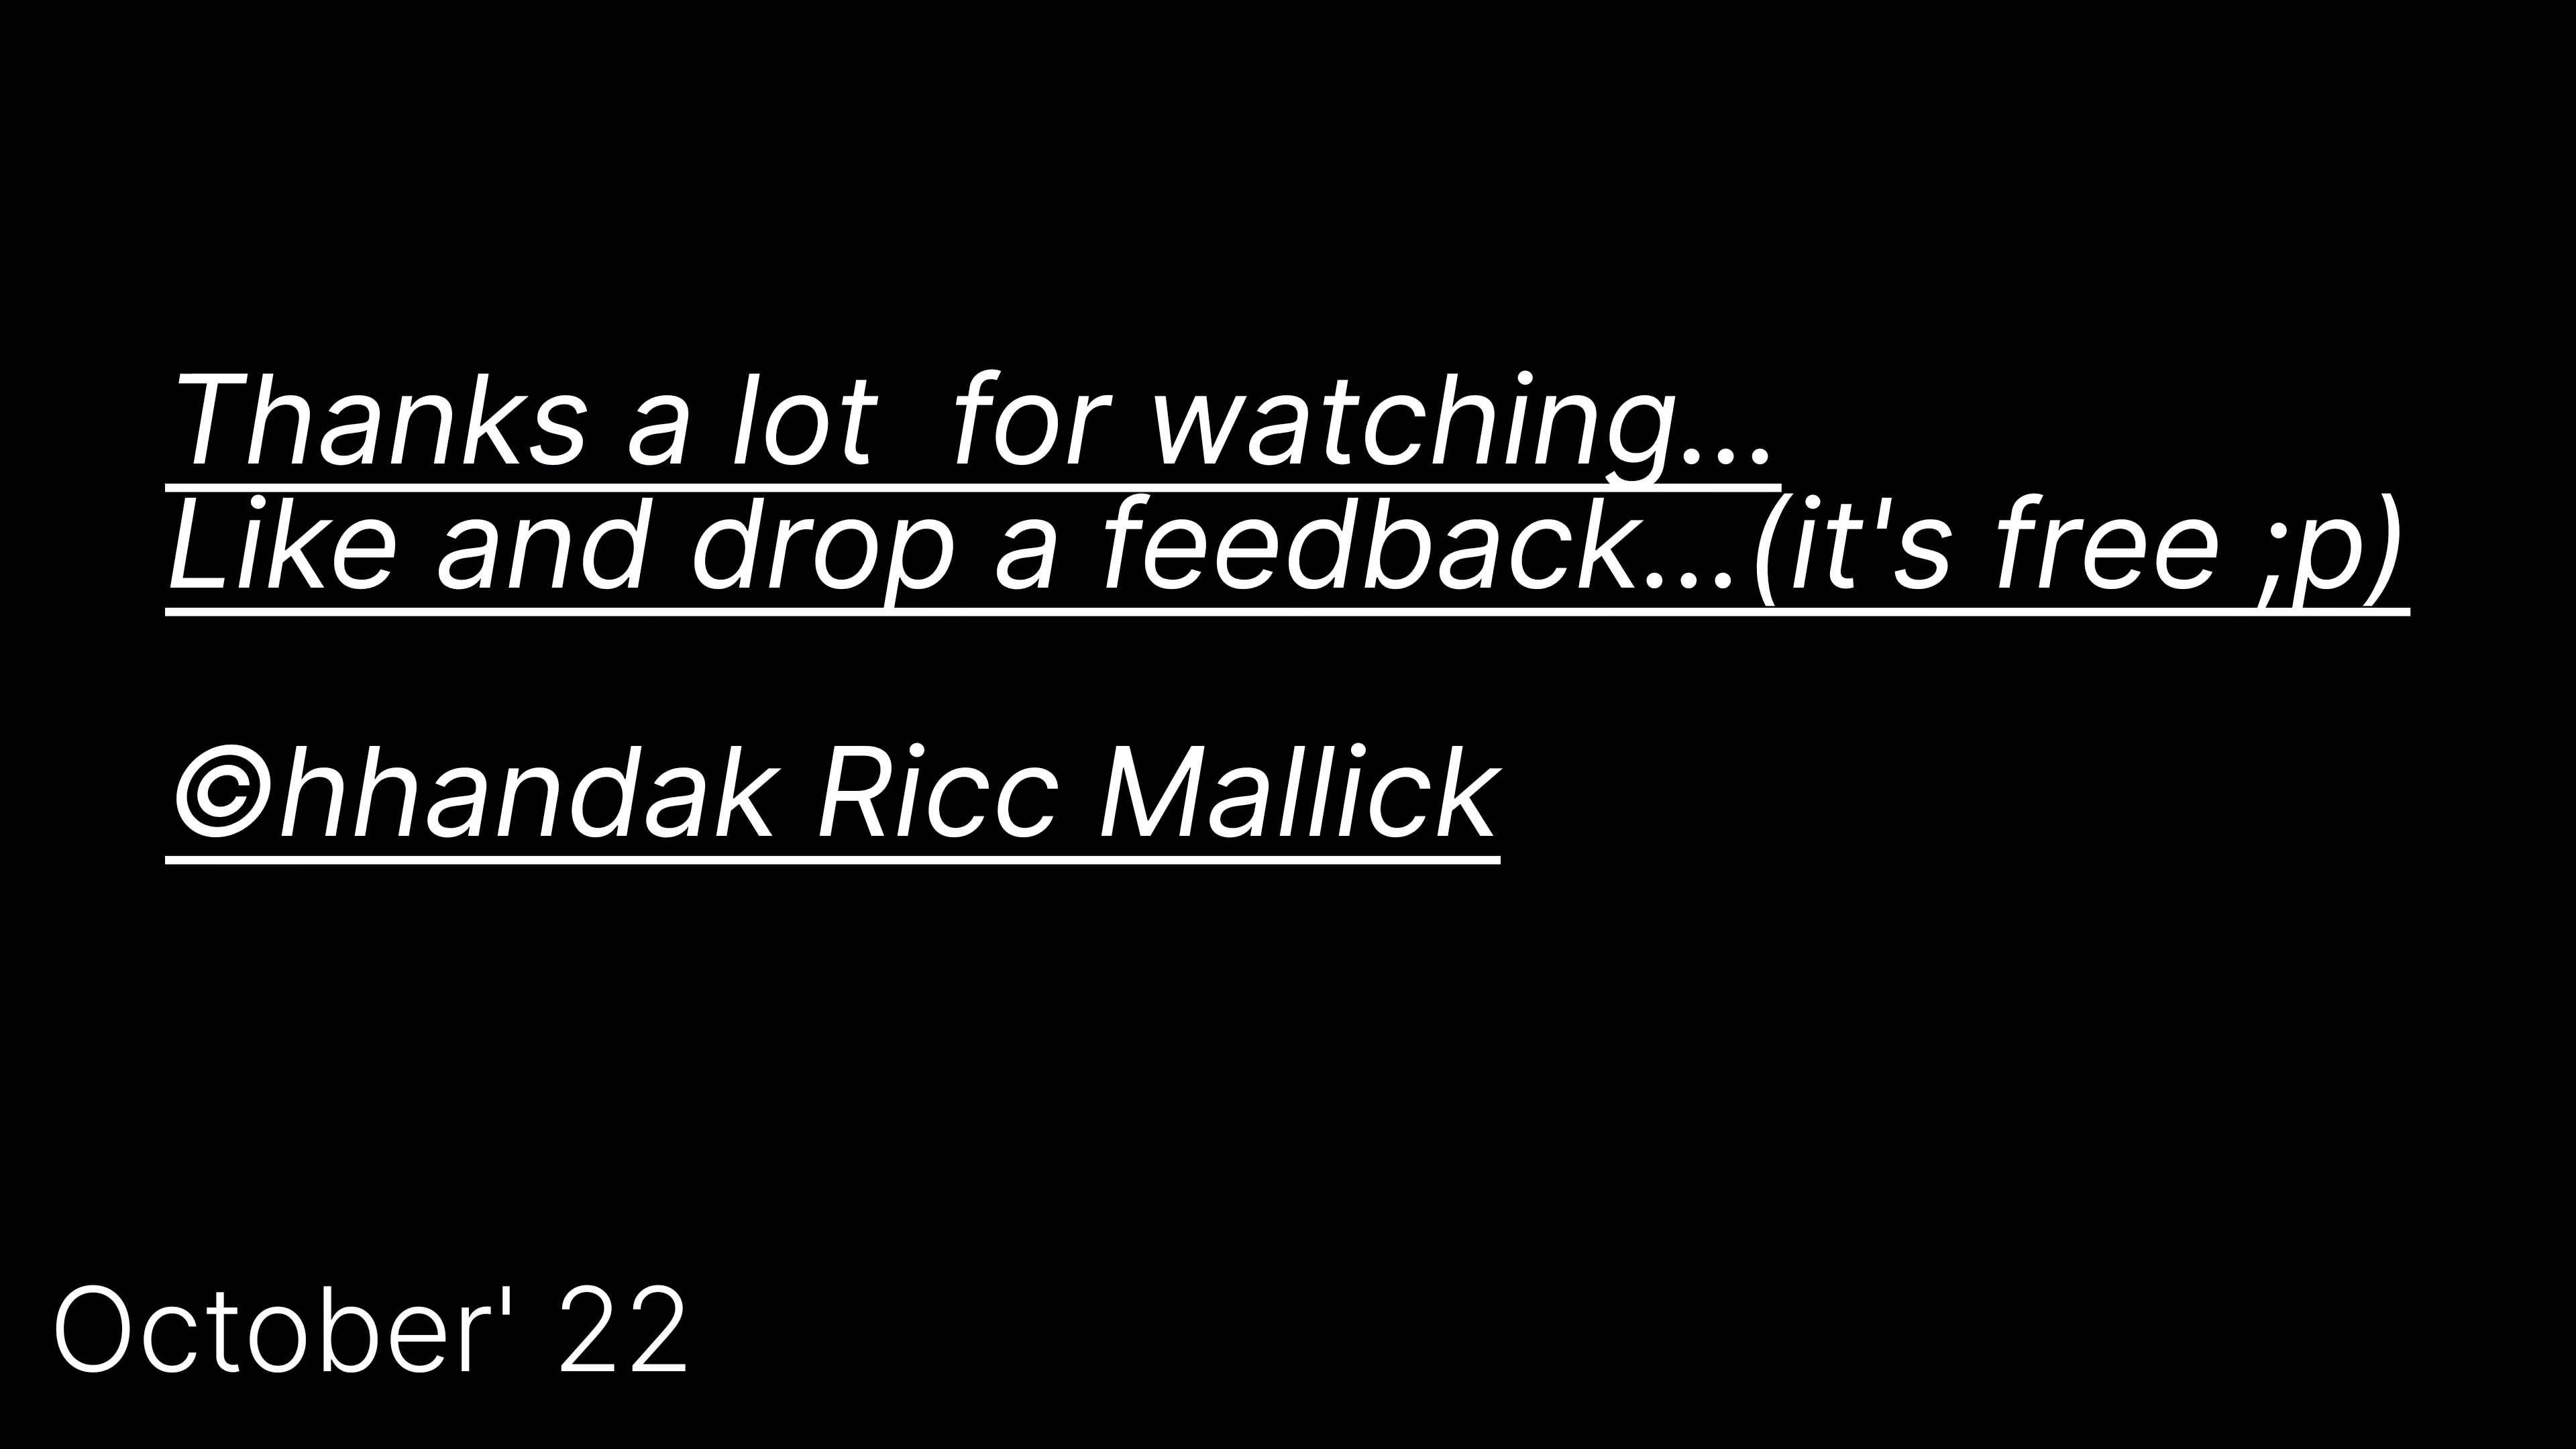 Thanks a lot  for watching...
Like and drop a feedback...(it's free ;p)
©hhandak Ricc Mallick
October' 22